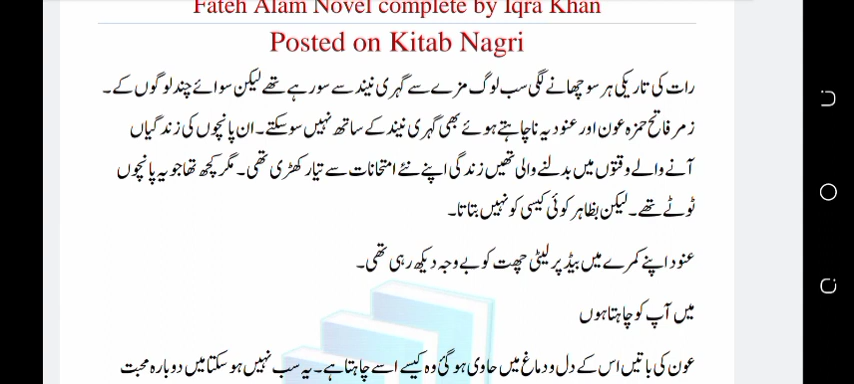 Fateh Alam Novel complete by Iqra Khan
Posted on Kitab Nagri
رات کی تاریکی ہر سو چھانے لگی سب لوگ مزے سے گہری نیند سے سو رہے تھے لیکن سوائے چند لوگوں کے۔
زمر فاتح حمزہ عون اور عنود یہ نا چاہتے ہوئے بھی گہری نیند کے ساتھ نہیں سو سکتے۔ ان پانچوں کی زندگیاں
آنے والے وقتوں میں بدلنے والی تھیں زندگی اپنے نئے امتحانات سے تیار کھڑی تھی۔ مگر کچھ تھا جو یہ پانچوں
ٹوٹے تھے۔ لیکن بظاہر کوئی کیسی کو نہیں بتاتا۔
عنود اپنے کمرے میں بیڈ پر لیٹی چھت کو بے وجہ دیکھ رہی تھی۔
میں آپ کو چاہتا ہوں
عون کی باتیں اس کے دل و دماغ میں حاوی ہو گئی وہ کیسے اسے چاہتا ہے۔ یہ سب نہیں ہو سکتا میں دوبارہ محبت